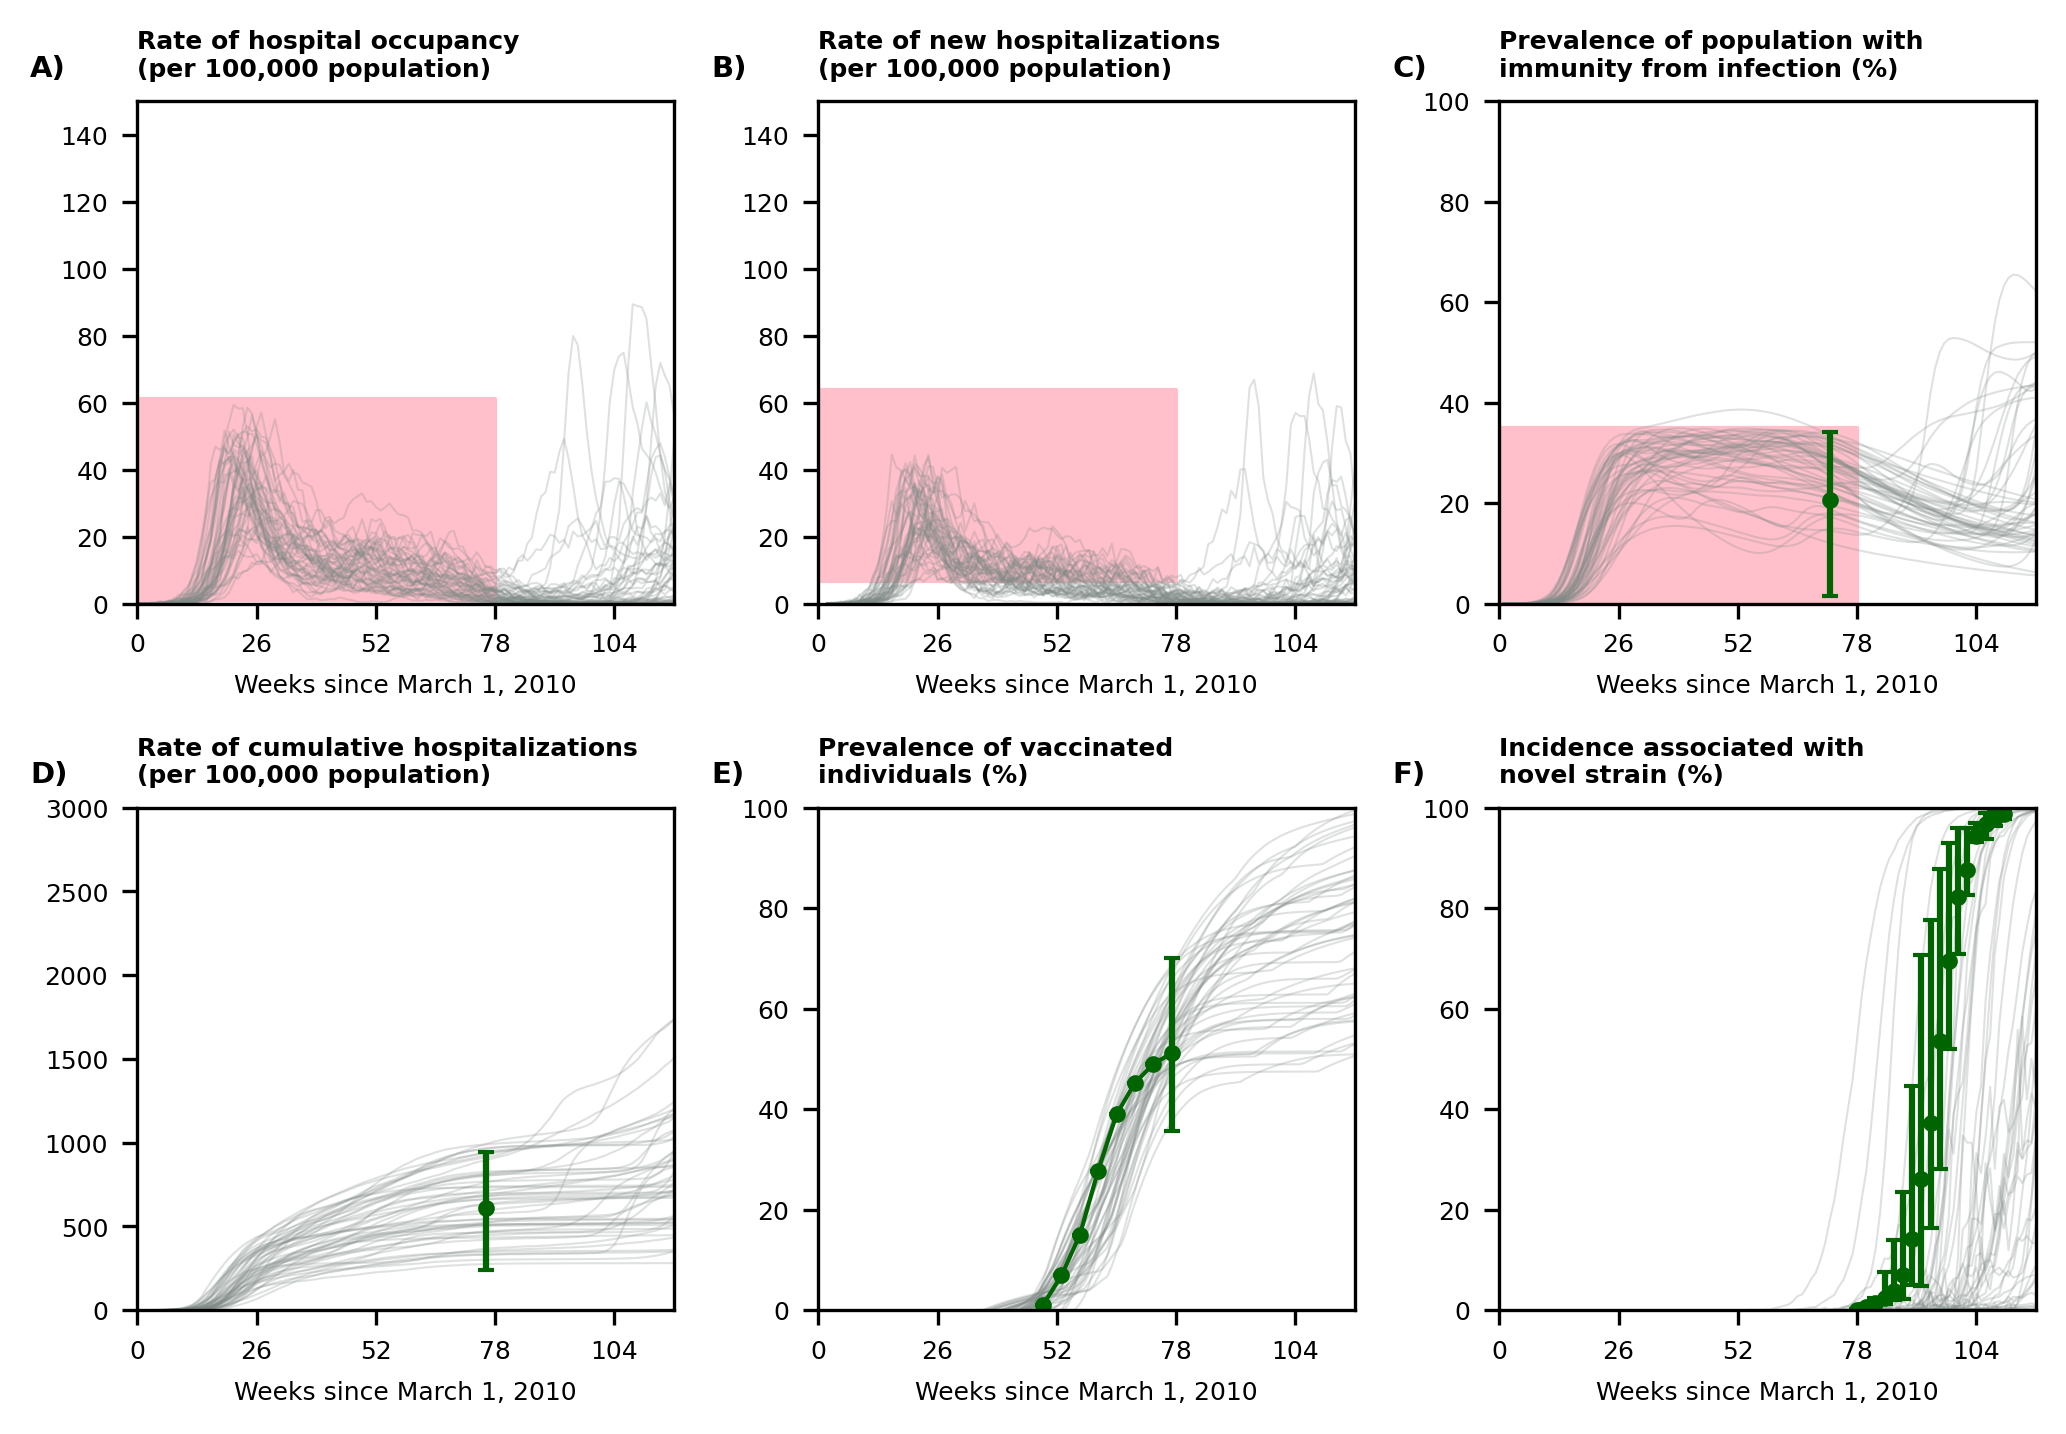 A)
Rate of hospital occupancy
(per 100,000 population)
140
120
100
80
60
40
20
0
0 26 52 78 104
Weeks since March 1, 2010
B)
Rate of new hospitalizations
(per 100,000 population)
140
120
100
80
60
40
20
0
0 26 52 78 104
Weeks since March 1, 2010
C)
Prevalence of population with
immunity from infection (%)
100
80
60
40
20
0
0 26 52 78 104
Weeks since March 1, 2010
D)
Rate of cumulative hospitalizations
(per 100,000 population)
3000
2500
2000
1500
1000
500
0
0 26 52 78 104
Weeks since March 1, 2010
E)
Prevalence of vaccinated
individuals (%)
100
80
60
40
20
0
0 26 52 78 104
Weeks since March 1, 2010
F)
Incidence associated with
novel strain (%)
100
80
60
40
20
0
0 26 52 78 104
Weeks since March 1, 2010